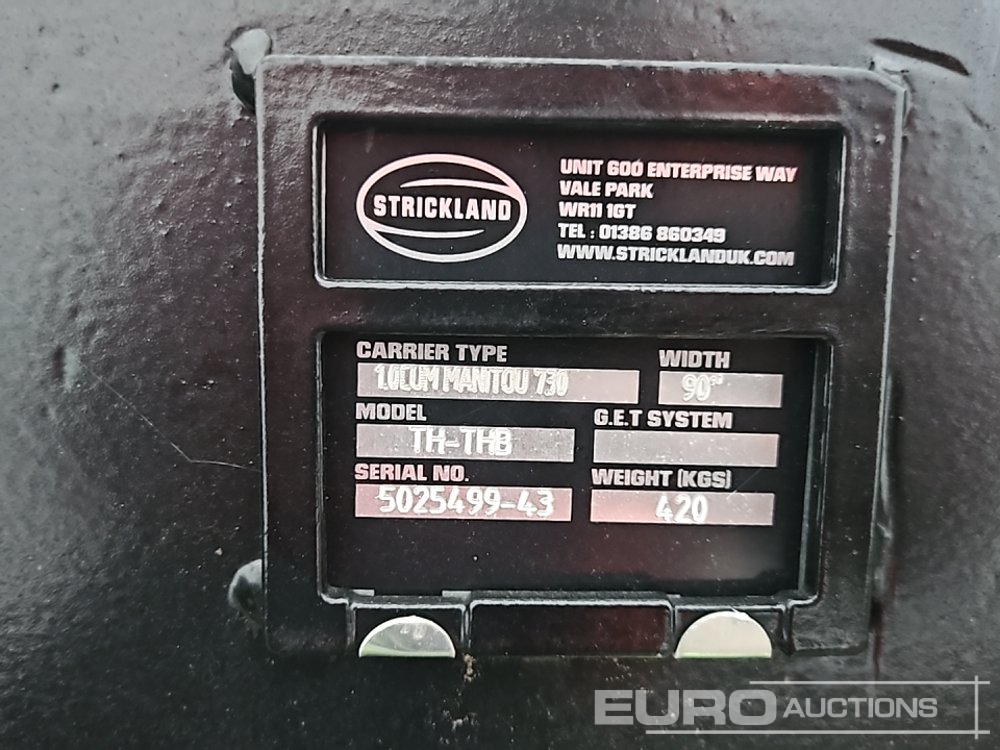 STRICKLAND
UNIT 600 ENTERPRISE WAY
VALE PARK
WR11 1GT
TEL : 01386 860349
WWW.STRICKLANDUK.COM
CARRIER TYPE
1.0CUM MANITOU 730
WIDTH
90"
MODEL
TH-THB
G.E.T SYSTEM
SERIAL NO.
5025499-43
WEIGHT (KGS)
420
EURO AUCTIONS